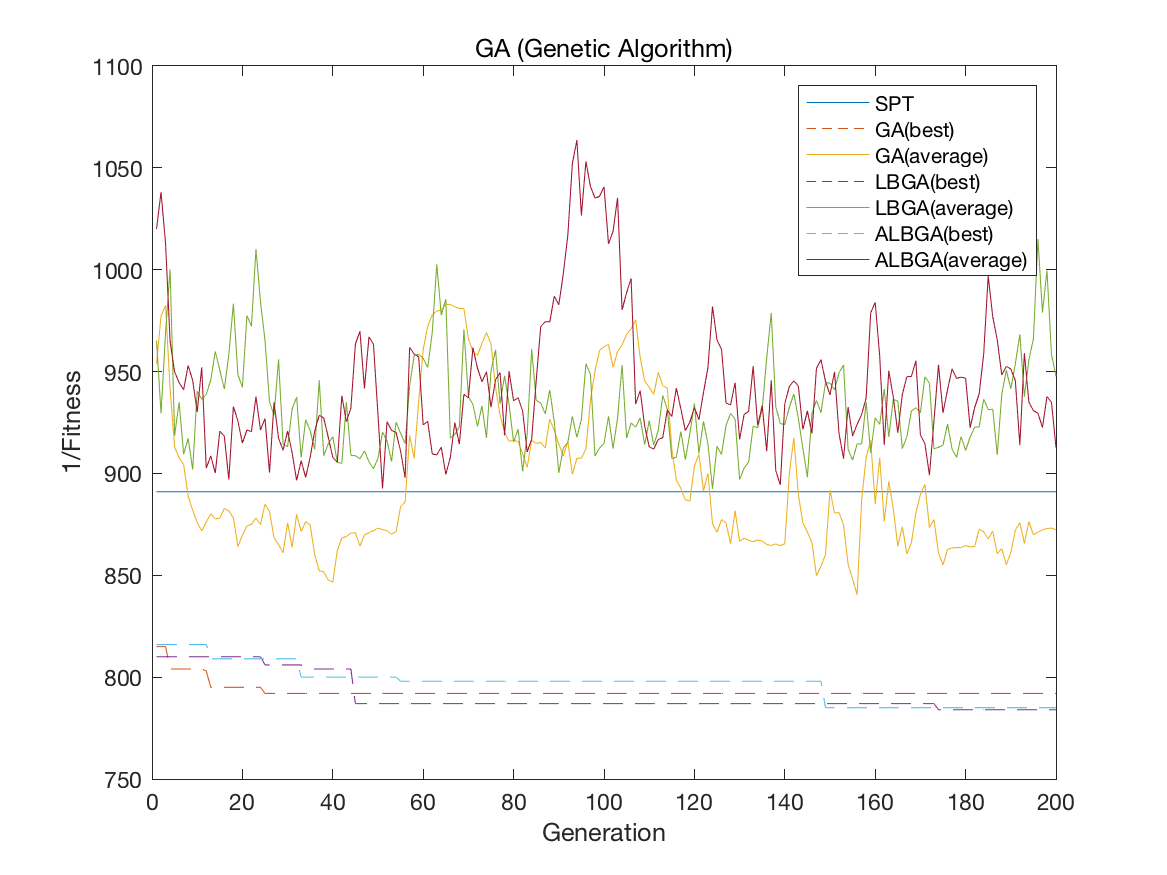 GA (Genetic Algorithm)
1100
1050
1000
950
900
850
800
750
1/Fitness
SPT
GA(best)
GA(average)
LBGA(best)
LBGA(average)
ALBGA(best)
ALBGA(average)
0 20 40 60 80 100 120 140 160 180 200
Generation